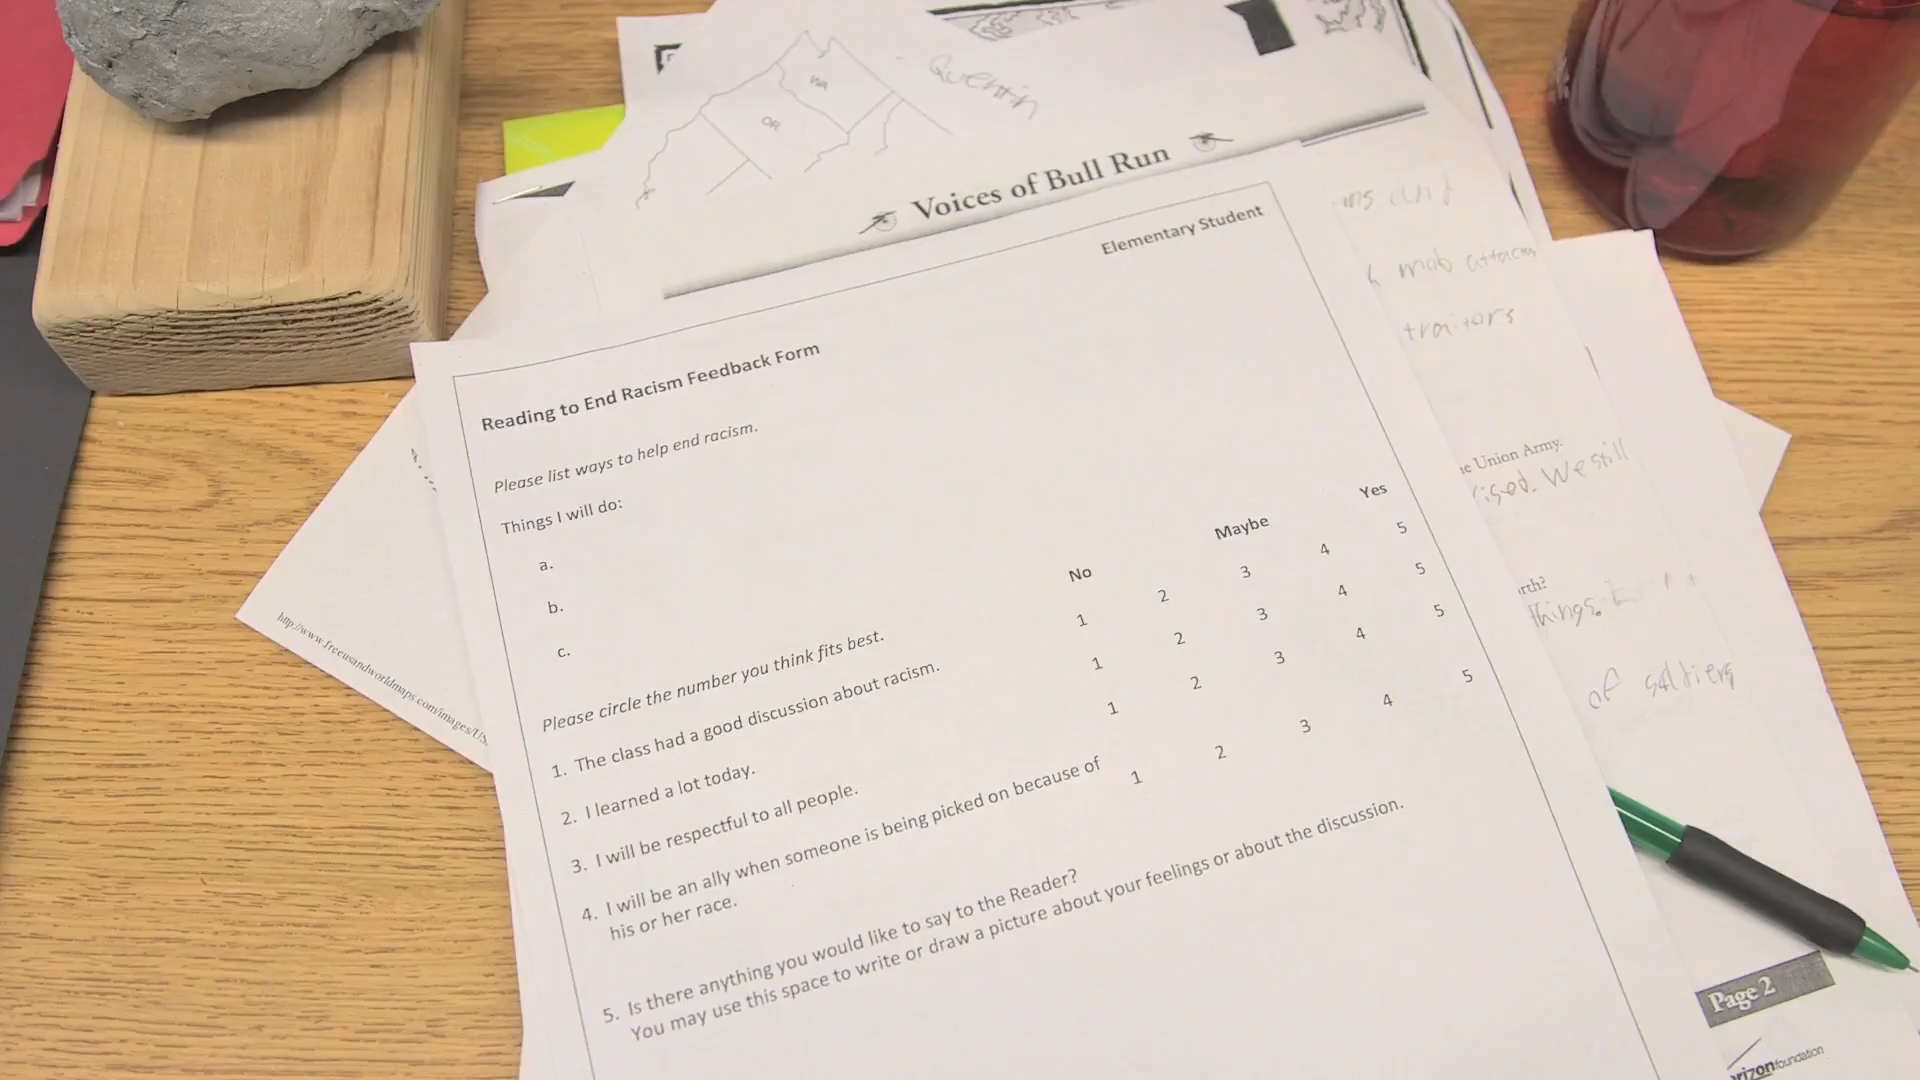 WA
OR
Quentin
Voices of Bull Run
Elementary Student
Reading to End Racism Feedback Form
Please list ways to help end racism.
Things I will do:
a.
b.
c.
No Maybe Yes
Please circle the number you think fits best.
1. The class had a good discussion about racism. 1 2 3 4 5
2. I learned a lot today. 1 2 3 4 5
3. I will be respectful to all people. 1 2 3 4 5
4. I will be an ally when someone is being picked on because of 1 2 3 4 5
his or her race.
5. Is there anything you would like to say to the Reader?
You may use this space to write or draw a picture about your feelings or about the discussion.
http://www.freeusandworldmaps.com/images/US
mob
traitors
Union Army.
We still
things.
of soldiers
Page 2
foundation